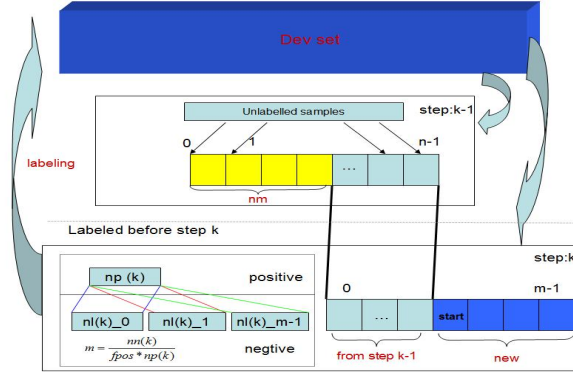 Dev set
Unlabelled samples
step:k-1
0
1
n-1
...
labeling
nm
Labeled before step k
step:k
np (k)
positive
0
m-1
nl(k)_0
nl(k)_1
nl(k)_m-1
...
start
m = nn(k) / fpos * np(k)
negtive
from step k-1
new